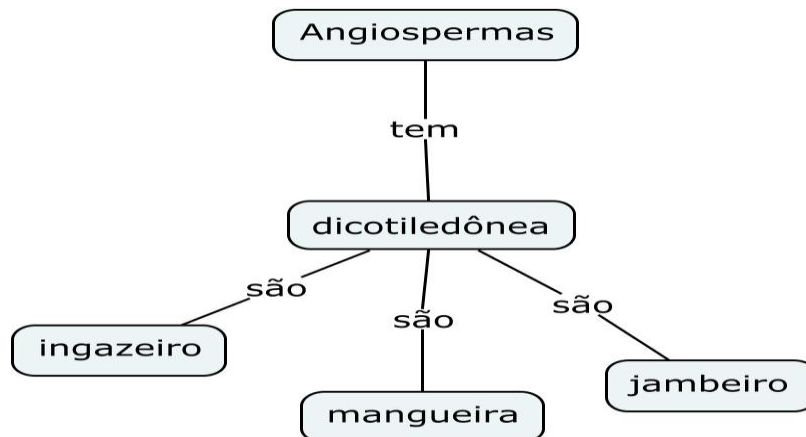 Angiospermas
tem
dicotiledônea
são
são
são
ingazeiro
mangueira
jambeiro